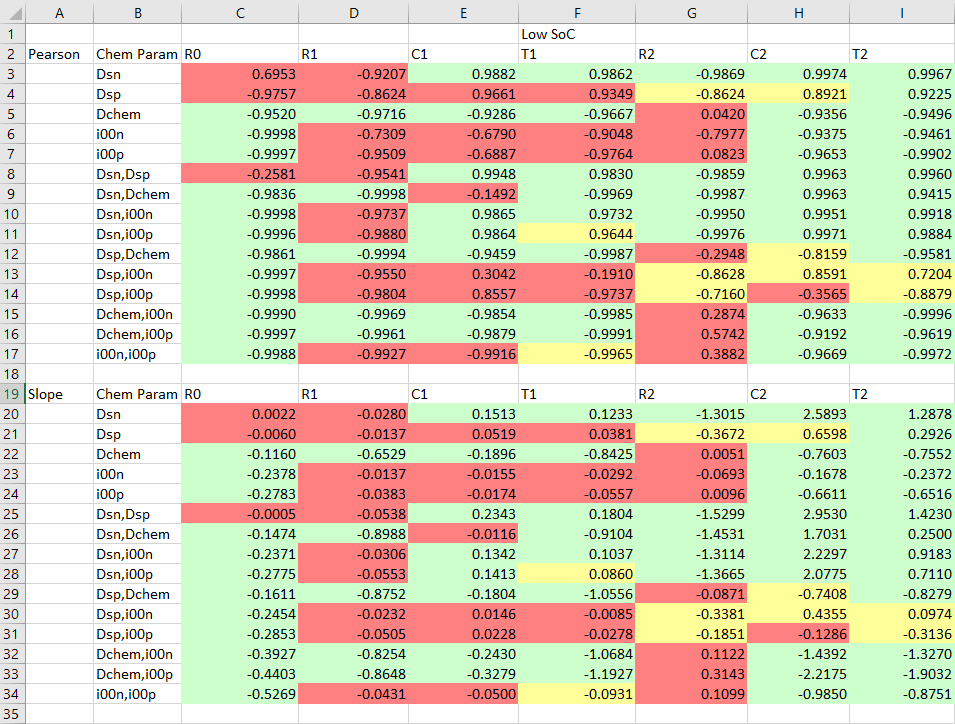 A B C D E F G H I
1 Low SoC
2 Pearson Chem Param R0 R1 C1 T1 R2 C2 T2
3 Dsn 0.6953 -0.9207 0.9882 0.9862 -0.9869 0.9974 0.9967
4 Dsp -0.9757 -0.8624 0.9661 0.9349 -0.8624 0.8921 0.9225
5 Dchem -0.9520 -0.9716 -0.9286 -0.9667 0.0420 -0.9356 -0.9496
6 i00n -0.9998 -0.7309 -0.6790 -0.9048 -0.7977 -0.9375 -0.9461
7 i00p -0.9997 -0.9509 -0.6887 -0.9764 0.0823 -0.9653 -0.9902
8 Dsn,Dsp -0.2581 -0.9541 0.9948 0.9830 -0.9859 0.9963 0.9960
9 Dsn,Dchem -0.9836 -0.9998 -0.1492 -0.9969 -0.9987 0.9963 0.9415
10 Dsn,i00n -0.9998 -0.9737 0.9865 0.9732 -0.9950 0.9951 0.9918
11 Dsn,i00p -0.9996 -0.9880 0.9864 0.9644 -0.9976 0.9971 0.9884
12 Dsp,Dchem -0.9861 -0.9994 -0.9459 -0.9987 -0.2948 -0.8159 -0.9581
13 Dsp,i00n -0.9997 -0.9550 0.3042 -0.1910 -0.8628 0.8591 0.7204
14 Dsp,i00p -0.9998 -0.9804 0.8557 -0.9737 -0.7160 -0.3565 -0.8879
15 Dchem,i00n -0.9990 -0.9969 -0.9854 -0.9985 0.2874 -0.9633 -0.9996
16 Dchem,i00p -0.9997 -0.9961 -0.9879 -0.9991 0.5742 -0.9192 -0.9619
17 i00n,i00p -0.9988 -0.9927 -0.9916 -0.9965 0.3882 -0.9669 -0.9972
18
19 Slope Chem Param R0 R1 C1 T1 R2 C2 T2
20 Dsn 0.0022 -0.0280 0.1513 0.1233 -1.3015 2.5893 1.2878
21 Dsp -0.0060 -0.0137 0.0519 0.0381 -0.3672 0.6598 0.2926
22 Dchem -0.1160 -0.6529 -0.1896 -0.8425 0.0051 -0.7603 -0.7552
23 i00n -0.2378 -0.0137 -0.0155 -0.0292 -0.0693 -0.1678 -0.2372
24 i00p -0.2783 -0.0383 -0.0174 -0.0557 0.0096 -0.6611 -0.6516
25 Dsn,Dsp -0.0005 -0.0538 0.2343 0.1804 -1.5299 2.9530 1.4230
26 Dsn,Dchem -0.1474 -0.8988 -0.0116 -0.9104 -1.4531 1.7031 0.2500
27 Dsn,i00n -0.2371 -0.0306 0.1342 0.1037 -1.3114 2.2297 0.9183
28 Dsn,i00p -0.2775 -0.0553 0.1413 0.0860 -1.3665 2.0775 0.7110
29 Dsp,Dchem -0.1611 -0.8752 -0.1804 -1.0556 -0.0871 -0.7408 -0.8279
30 Dsp,i00n -0.2454 -0.0232 0.0146 -0.0085 -0.3381 0.4355 0.0974
31 Dsp,i00p -0.2853 -0.0505 0.0228 -0.0278 -0.1851 -0.1286 -0.3136
32 Dchem,i00n -0.3927 -0.8254 -0.2430 -1.0684 0.1122 -1.4392 -1.3270
33 Dchem,i00p -0.4403 -0.8648 -0.3279 -1.1927 0.3143 -2.2175 -1.9032
34 i00n,i00p -0.5269 -0.0431 -0.0500 -0.0931 0.1099 -0.9850 -0.8751
35